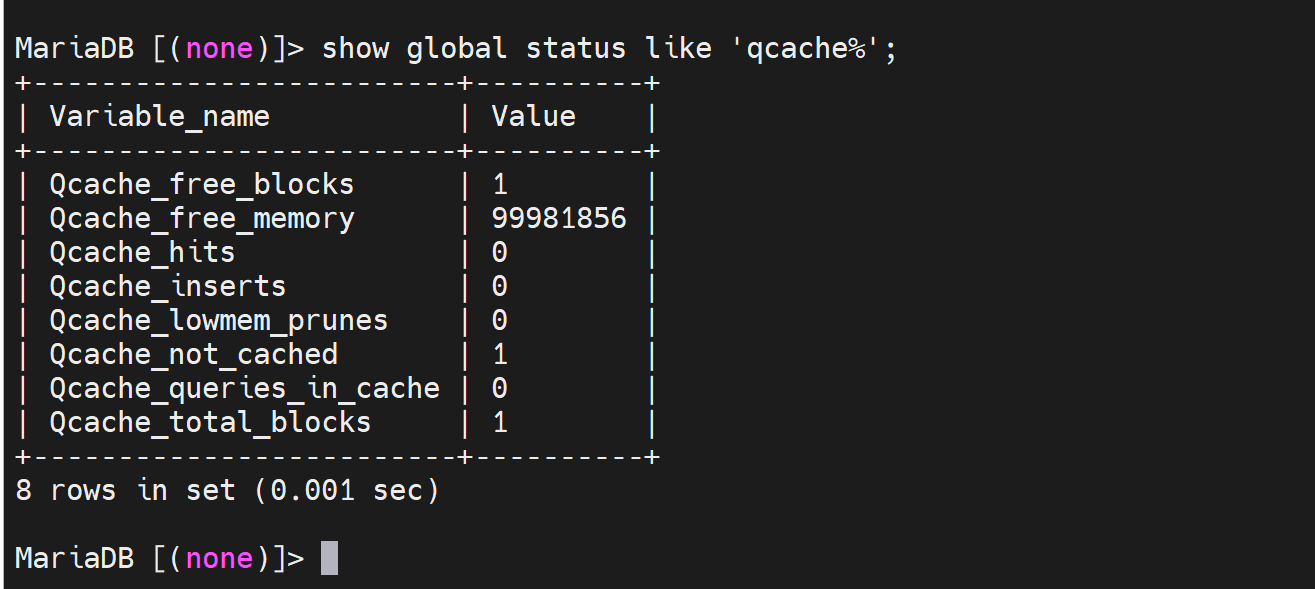 MariaDB [(none)]> show global status like 'qcache%';
+-------------------------+----------+
| Variable_name           | Value    |
+-------------------------+----------+
| Qcache_free_blocks      | 1        |
| Qcache_free_memory      | 99981856 |
| Qcache_hits             | 0        |
| Qcache_inserts          | 0        |
| Qcache_lowmem_prunes    | 0        |
| Qcache_not_cached       | 1        |
| Qcache_queries_in_cache | 0        |
| Qcache_total_blocks     | 1        |
+-------------------------+----------+
8 rows in set (0.001 sec)
MariaDB [(none)]>